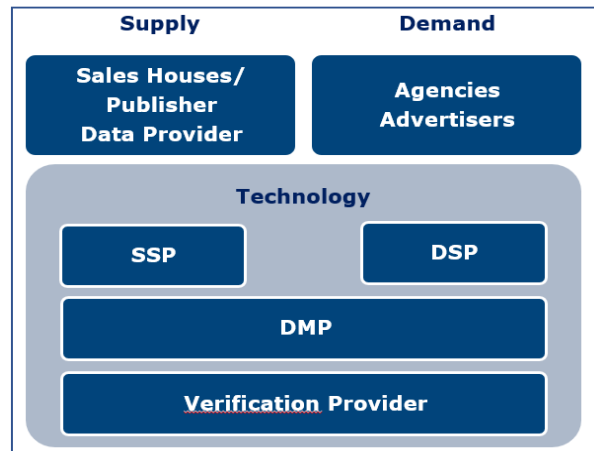 Supply
Demand
Sales Houses/
Publisher
Data Provider
Agencies
Advertisers
Technology
SSP
DSP
DMP
Verification Provider